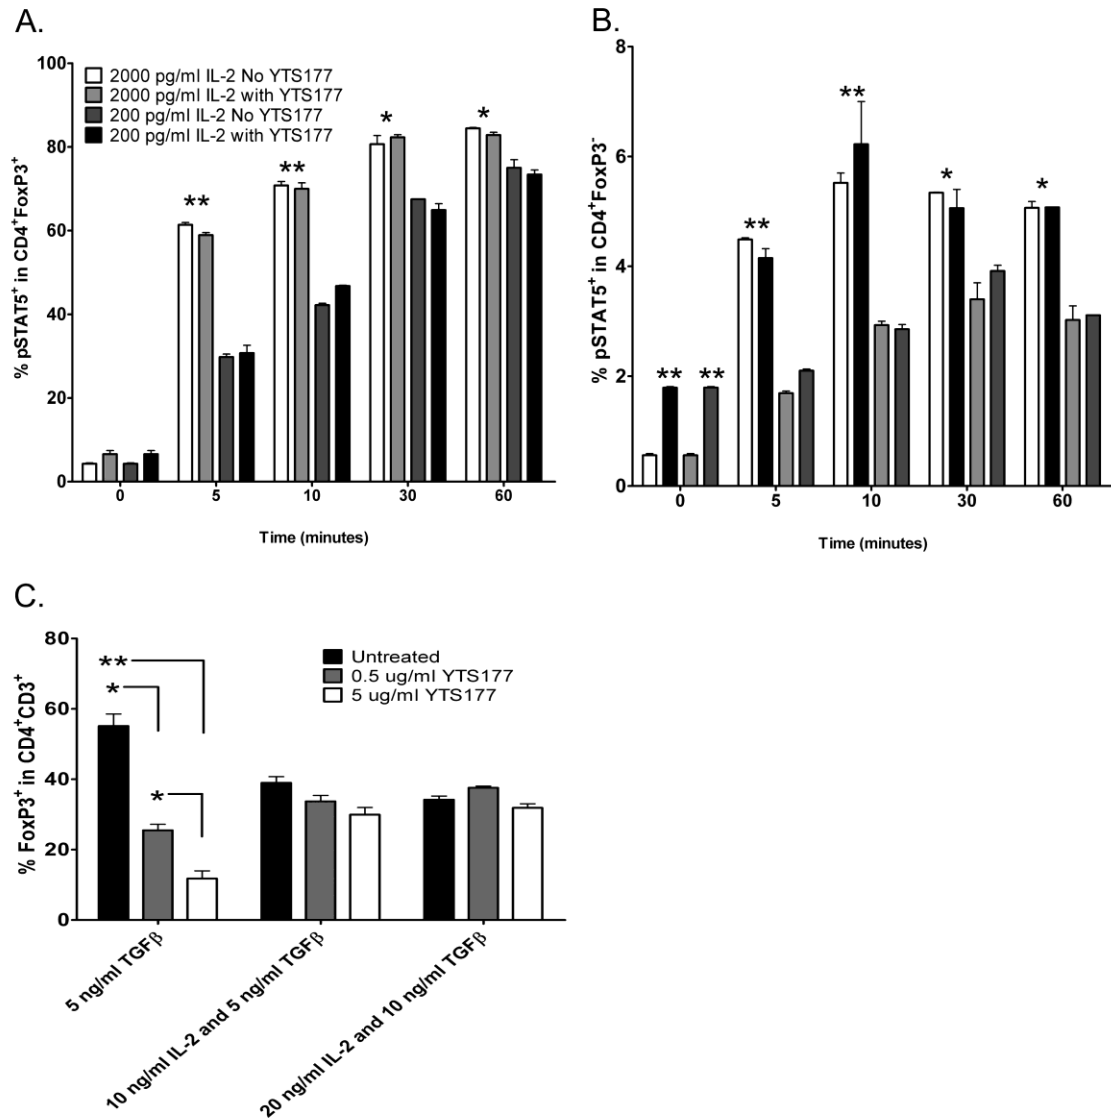 A.
% pSTAT5⁺ in CD4⁺FoxP3⁺
100
80
60
40
20
0
2000 pg/ml IL-2 No YTS177
2000 pg/ml IL-2 with YTS177
200 pg/ml IL-2 No YTS177
200 pg/ml IL-2 with YTS177
** ** * *
0 5 10 30 60
Time (minutes)
B.
% pSTAT5⁺ in CD4⁺FoxP3⁻
8
6
4
2
0
** ** ** ** * *
0 5 10 30 60
Time (minutes)
C.
% FoxP3⁺ in CD4⁺CD3⁺
80
60
40
20
0
Untreated
0.5 ug/ml YTS177
5 ug/ml YTS177
**
*
*
5 ng/ml TGFβ
10 ng/ml IL-2 and 5 ng/ml TGFβ
20 ng/ml IL-2 and 10 ng/ml TGFβ